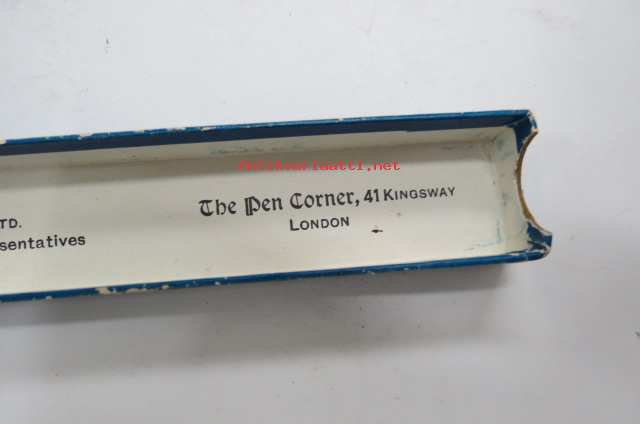 Antikvariaatti.net
The Pen Corner, 41 KINGSWAY
LONDON
TD.
sentatives